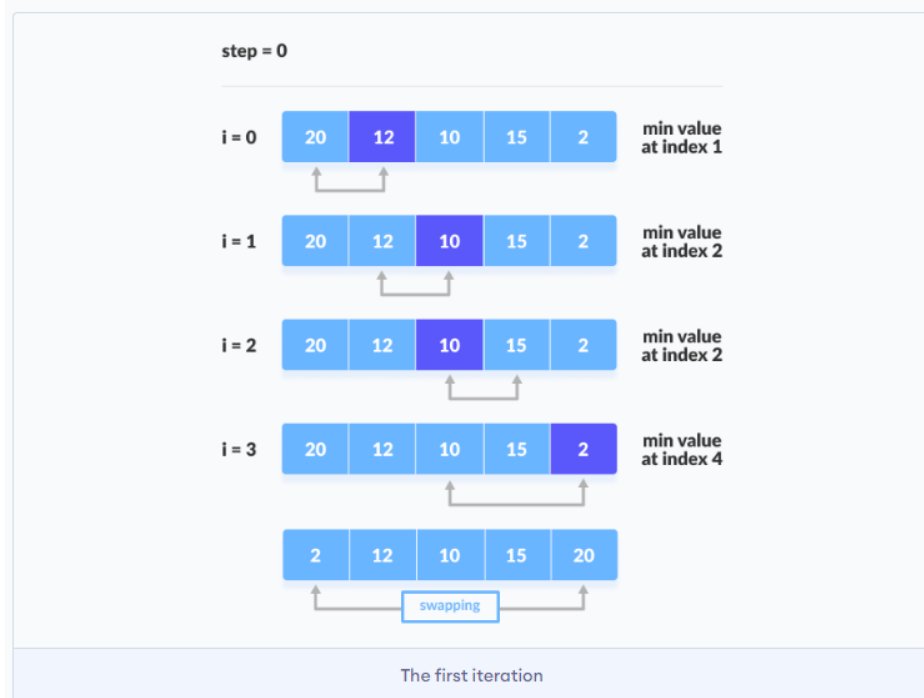 step = 0
i = 0 20 12 10 15 2 min value
at index 1
i = 1 20 12 10 15 2 min value
at index 2
i = 2 20 12 10 15 2 min value
at index 2
i = 3 20 12 10 15 2 min value
at index 4
2 12 10 15 20
swapping
The first iteration